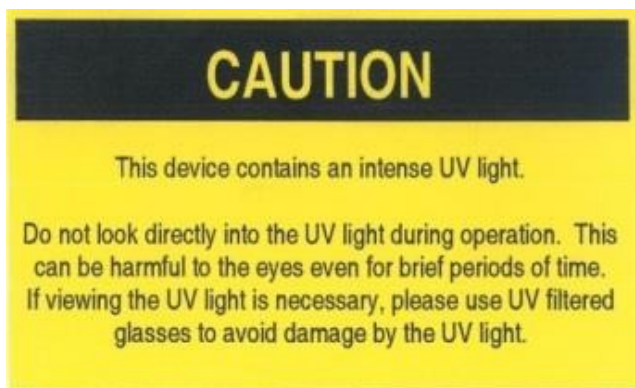 CAUTION
This device contains an intense UV light.
Do not look directly into the UV light during operation.  This
can be harmful to the eyes even for brief periods of time.
If viewing the UV light is necessary, please use UV filtered
glasses to avoid damage by the UV light.